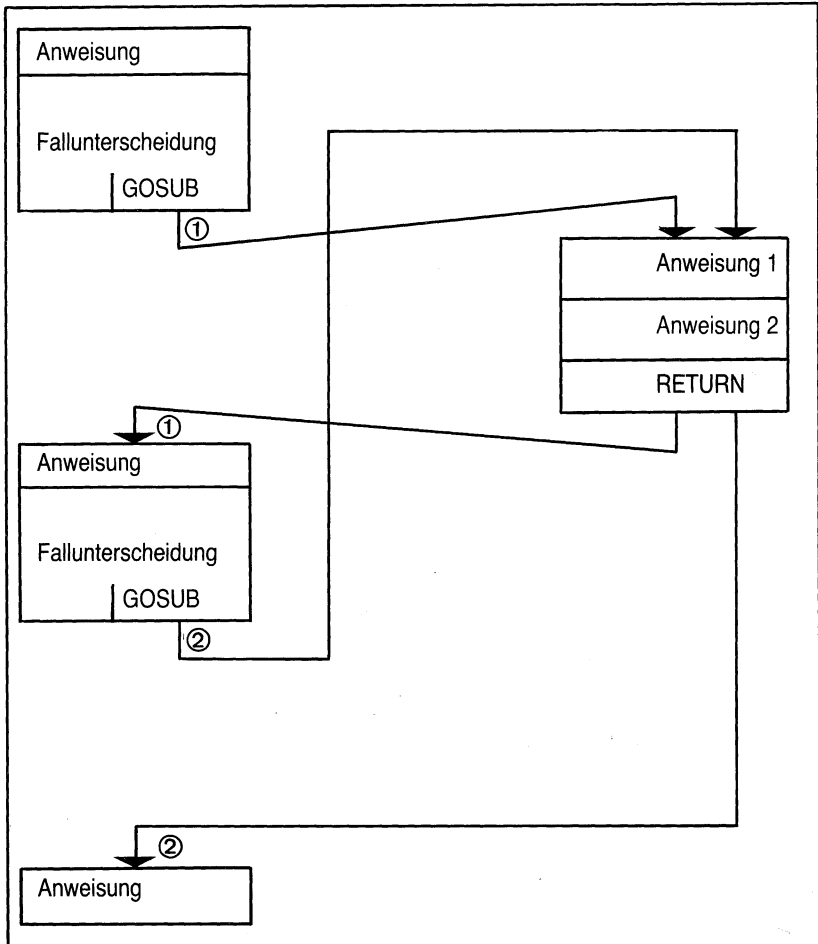 Anweisung
Fallunterscheidung
GOSUB
①
Anweisung 1
Anweisung 2
RETURN
①
Anweisung
Fallunterscheidung
GOSUB
②
②
Anweisung